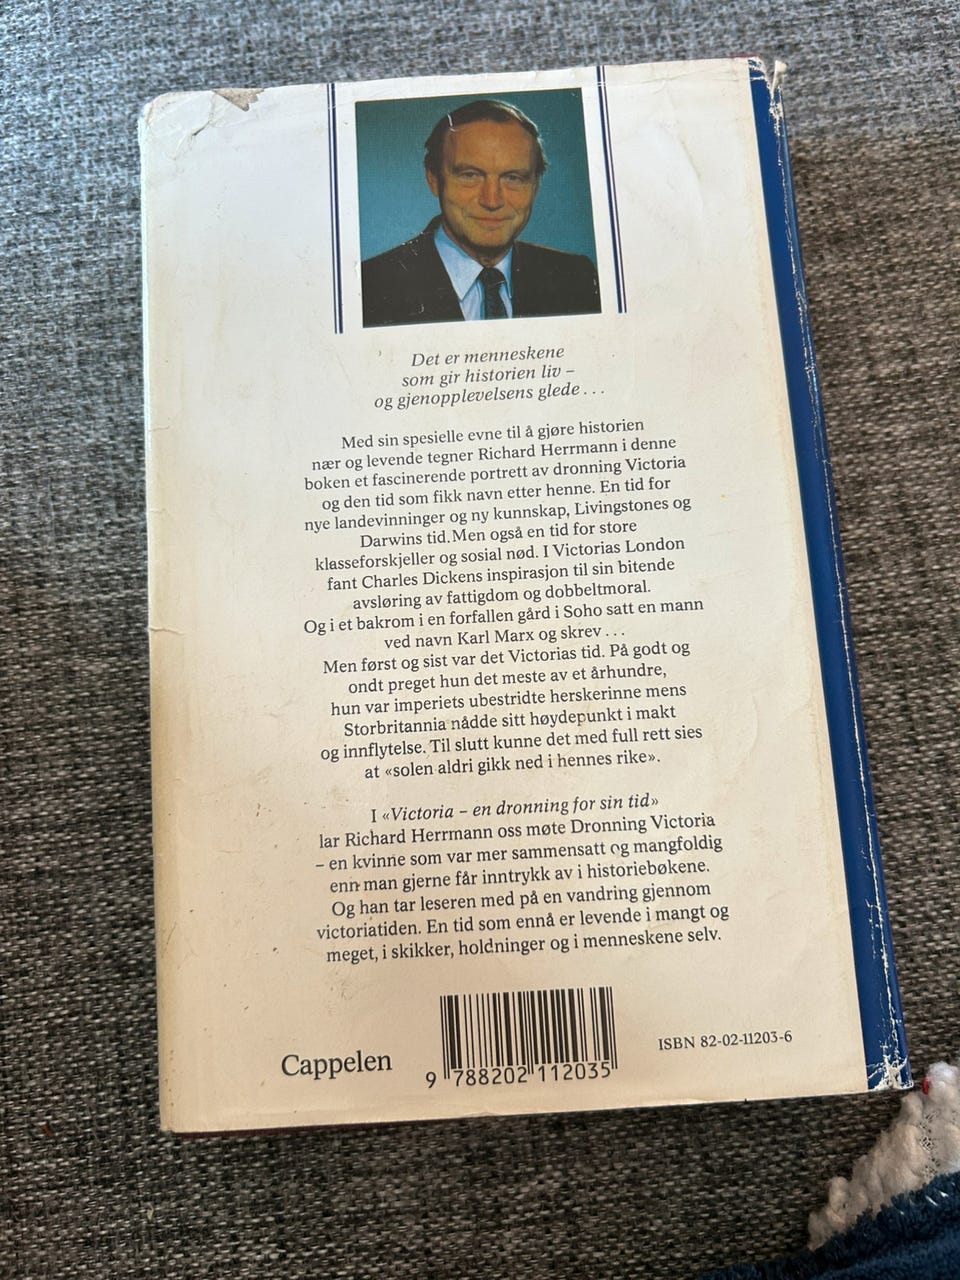 Det er menneskene
som gir historien liv –
og gjenopplevelsens glede . . .
Med sin spesielle evne til å gjøre historien
nær og levende tegner Richard Herrmann i denne
boken et fascinerende portrett av dronning Victoria
og den tid som fikk navn etter henne. En tid for
nye landevinninger og ny kunnskap, Livingstones og
Darwins tid. Men også en tid for store
klasseforskjeller og sosial nød. I Victorias London
fant Charles Dickens inspirasjon til sin bitende
avsløring av fattigdom og dobbeltmoral.
Og i et bakrom i en forfallen gård i Soho satt en mann
ved navn Karl Marx og skrev . . .
Men først og sist var det Victorias tid. På godt og
ondt preget hun det meste av et århundre,
hun var imperiets ubestridte herskerinne mens
Storbritannia nådde sitt høydepunkt i makt
og innflytelse. Til slutt kunne det med full rett sies
at «solen aldri gikk ned i hennes rike».
I «Victoria – en dronning for sin tid»
lar Richard Herrmann oss møte Dronning Victoria
– en kvinne som var mer sammensatt og mangfoldig
enn man gjerne får inntrykk av i historiebøkene.
Og han tar leseren med på en vandring gjennom
victoriatiden. En tid som ennå er levende i mangt og
meget, i skikker, holdninger og i menneskene selv.
Cappelen
9 788202 112035
ISBN 82-02-11203-6